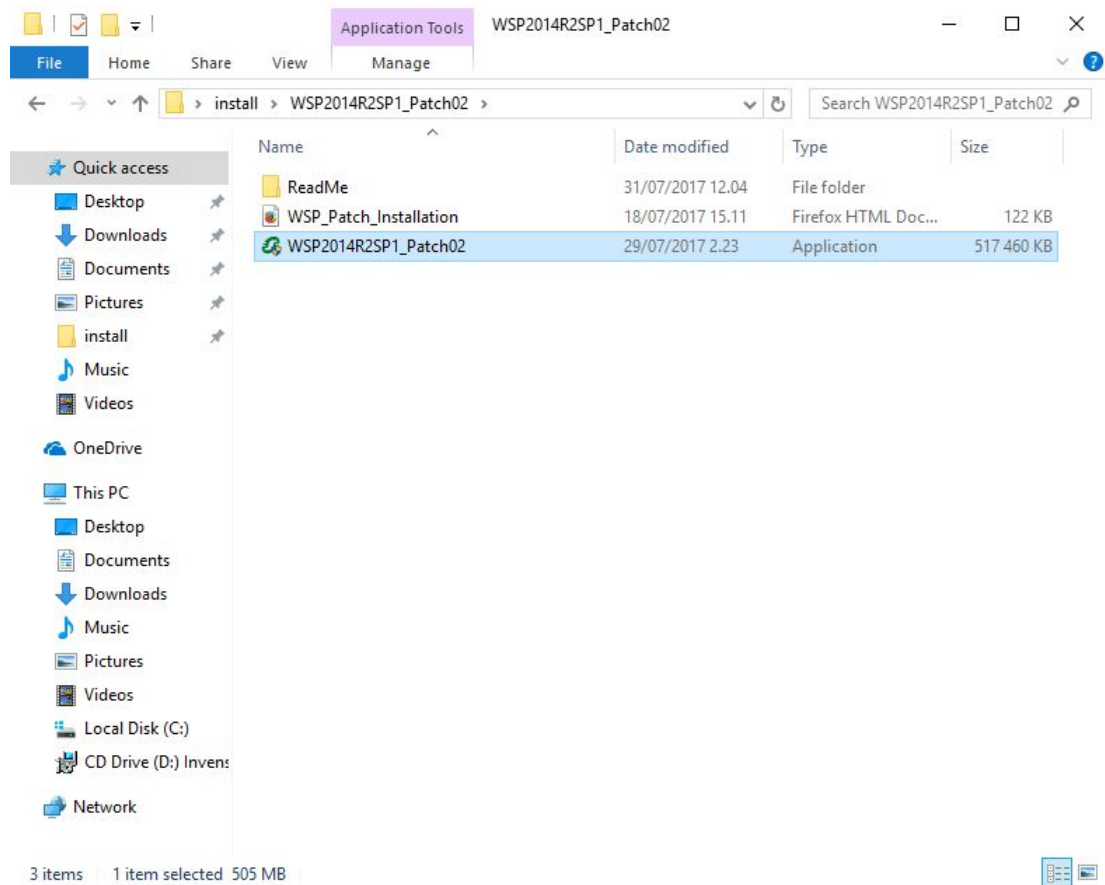 Application Tools WSP2014R2SP1_Patch02
File Home Share View Manage
install WSP2014R2SP1_Patch02 Search WSP2014R2SP1_Patch02
Name Date modified Type Size
Quick access
Desktop
Downloads
Documents
Pictures
install
Music
Videos
OneDrive
This PC
Desktop
Documents
Downloads
Music
Pictures
Videos
Local Disk (C:)
CD Drive (D:) Invens
Network
ReadMe 31/07/2017 12.04 File folder
WSP_Patch_Installation 18/07/2017 15.11 Firefox HTML Doc... 122 KB
WSP2014R2SP1_Patch02 29/07/2017 2.23 Application 517 460 KB
3 items 1 item selected 505 MB